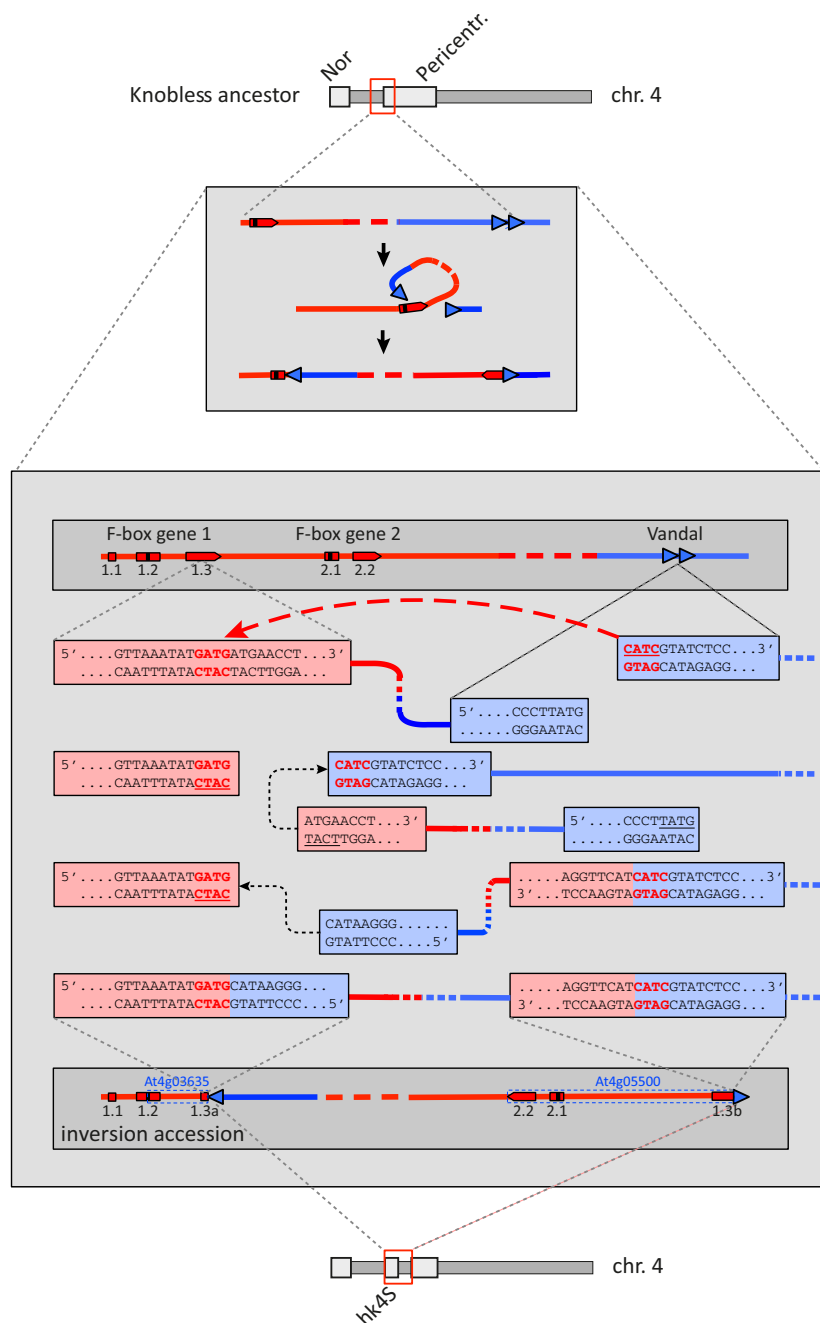 Nor
Pericentr.
Knobless ancestor
chr. 4
F-box gene 1
F-box gene 2
Vandal
1.1
1.2
1.3
2.1
2.2
5’....GTTAAATATGATGATGAACCT...3’
......CAATTTATACTACTACTTGGA...
CATCGTATCTCC...3’
GTAGCATAGAGG...
5’....CCCTTATG
......GGGAATAC
5’....GTTAAATATGATG
......CAATTTATACTAC
CATCGTATCTCC...3’
GTAGCATAGAGG...
ATGAACCT...3’
TACTTGGA...
5’....CCCTTATG
......GGGAATAC
5’....GTTAAATATGATG
......CAATTTATACTAC
.....AGGTTCATCATCGTATCTCC...3’
3’...TCCAAGTAGTAGCATAGAGG...
CATAAGGG......
GTATTCCC....5’
5’....GTTAAATATGATGCATAAGGG...
......CAATTTATACTACGTATTCCC...5’
.....AGGTTCATCATCGTATCTCC...3’
3’...TCCAAGTAGTAGCATAGAGG...
At4g03635
At4g05500
1.1
1.2
1.3a
2.2
2.1
1.3b
inversion accession
chr. 4
hk4S